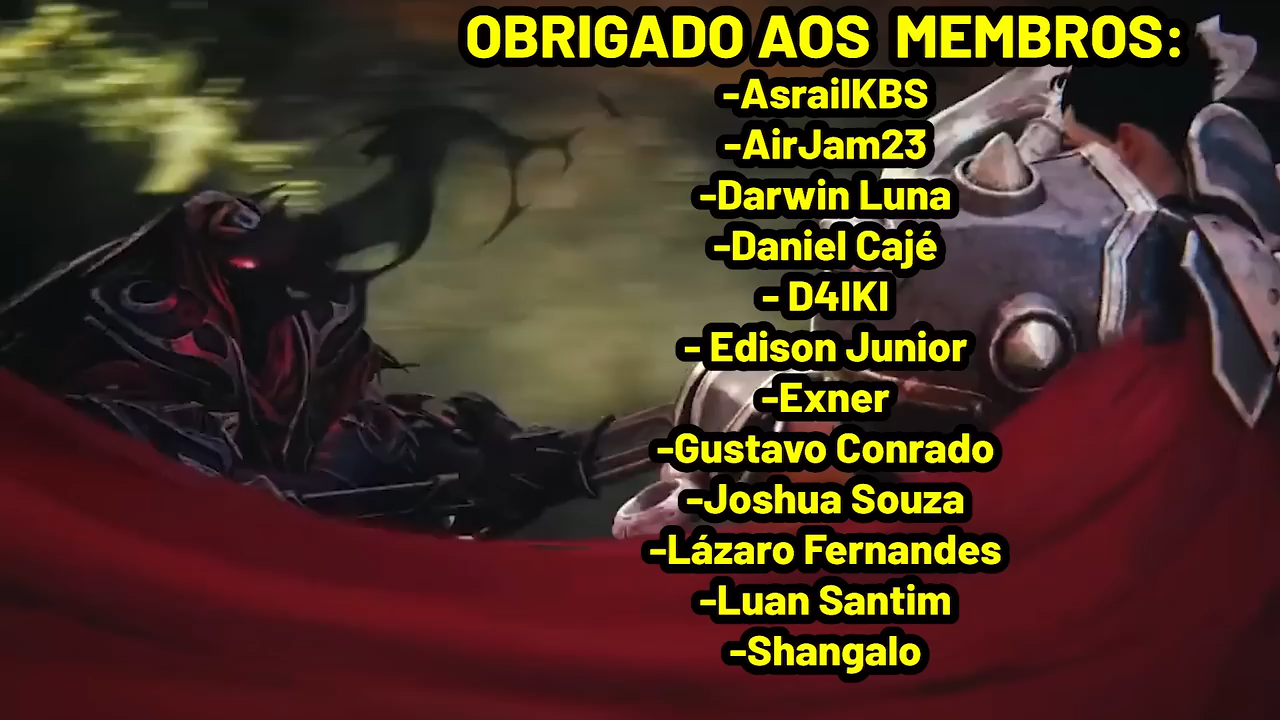 OBRIGADO AOS MEMBROS:
-AsrailKBS
-AirJam23
-Darwin Luna
-Daniel Cajé
- D4IKI
- Edison Junior
-Exner
-Gustavo Conrado
-Joshua Souza
-Lázaro Fernandes
-Luan Santim
-Shangalo